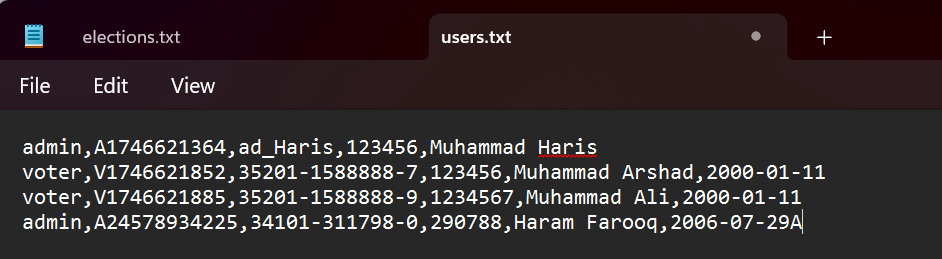 elections.txt
users.txt
File Edit View
admin,A1746621364,ad_Haris,123456,Muhammad Haris
voter,V1746621852,35201-1588888-7,123456,Muhammad Arshad,2000-01-11
voter,V1746621885,35201-1588888-9,1234567,Muhammad Ali,2000-01-11
admin,A24578934225,34101-311798-0,290788,Haram Farooq,2006-07-29A